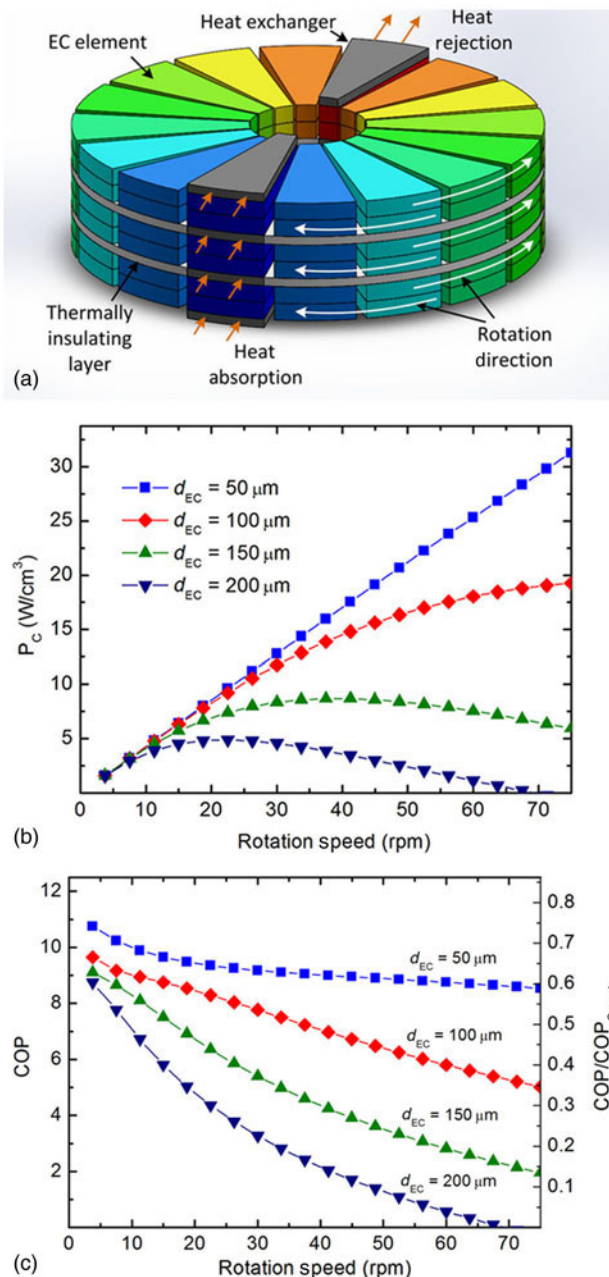 Heat exchanger
Heat
rejection
EC element
Thermally
insulating
layer
Heat
absorption
Rotation
direction
(a)
30
25
20
15
10
5
P_C (W/cm³)
d_EC = 50 μm
d_EC = 100 μm
d_EC = 150 μm
d_EC = 200 μm
0 10 20 30 40 50 60 70
Rotation speed (rpm)
(b)
12
10
8
6
4
2
COP
0.8
0.7
0.6
0.5
0.4
0.3
0.2
0.1
d_EC = 50 μm
d_EC = 100 μm
d_EC = 150 μm
d_EC = 200 μm
0 10 20 30 40 50 60 70
Rotation speed (rpm)
(c)